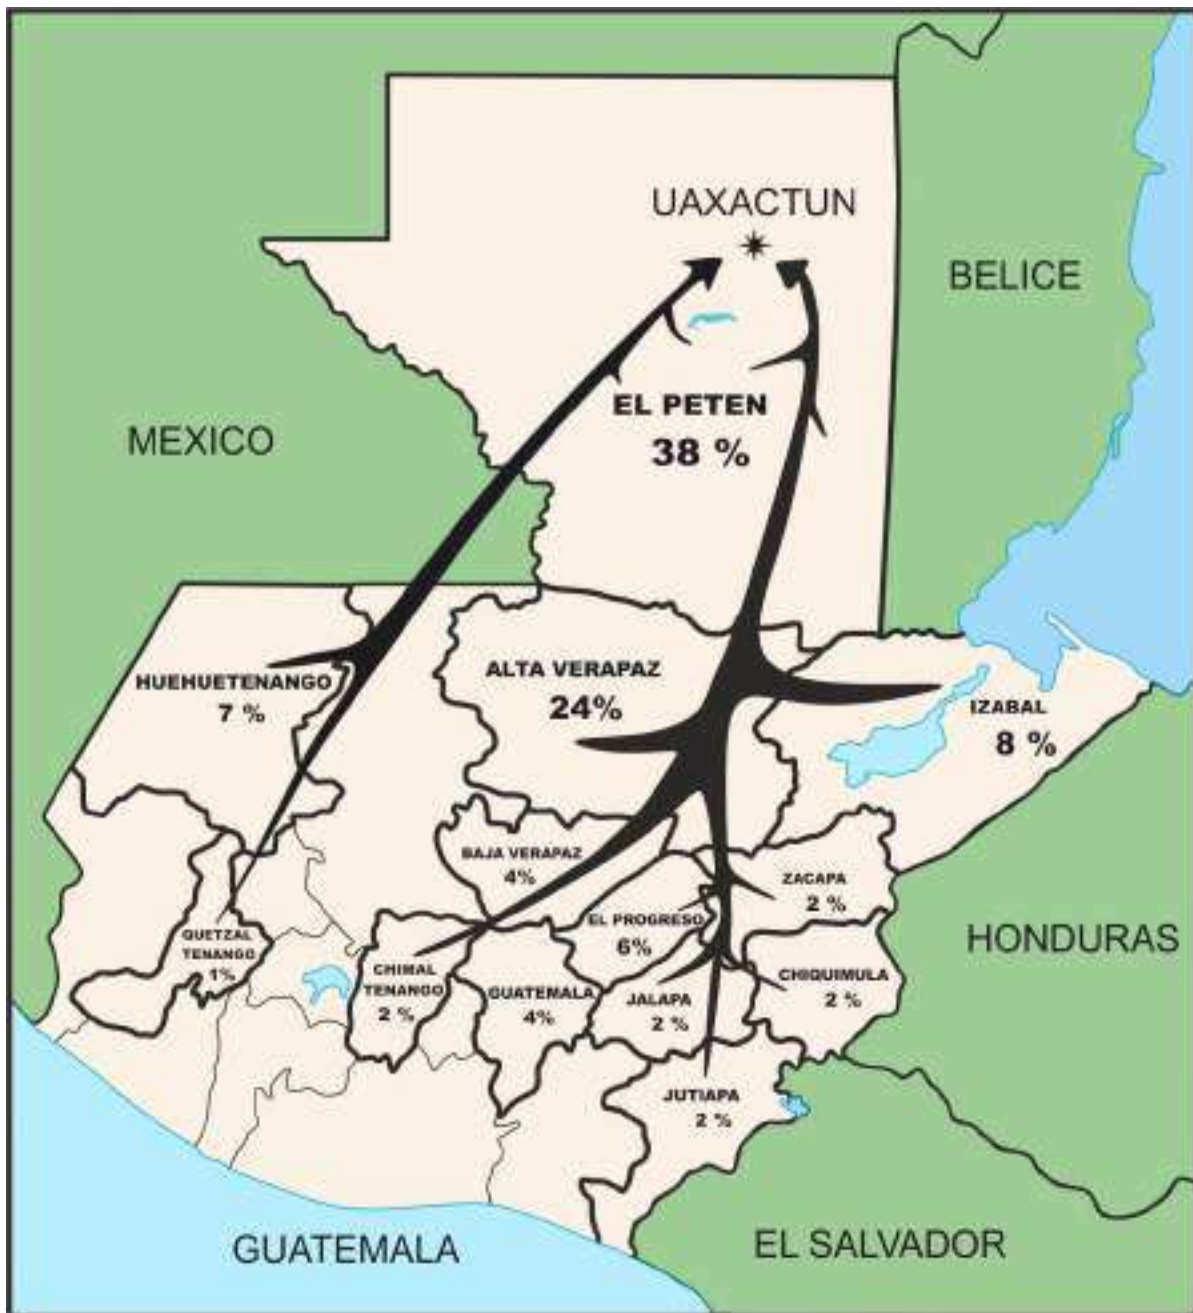 UAXACTUN
BELICE
EL PETEN
38 %
MEXICO
HUEHUETENANGO
7 %
ALTA VERAPAZ
24%
IZABAL
8 %
BAJA VERAPAZ
4%
ZACAPA
2 %
EL PROGRESO
6%
QUETZAL
TENANGO
1%
CHIMAL
TENANGO
2 %
GUATEMALA
4%
JALAPA
2 %
CHIQUIMULA
2 %
HONDURAS
JUTIAPA
2 %
GUATEMALA
EL SALVADOR